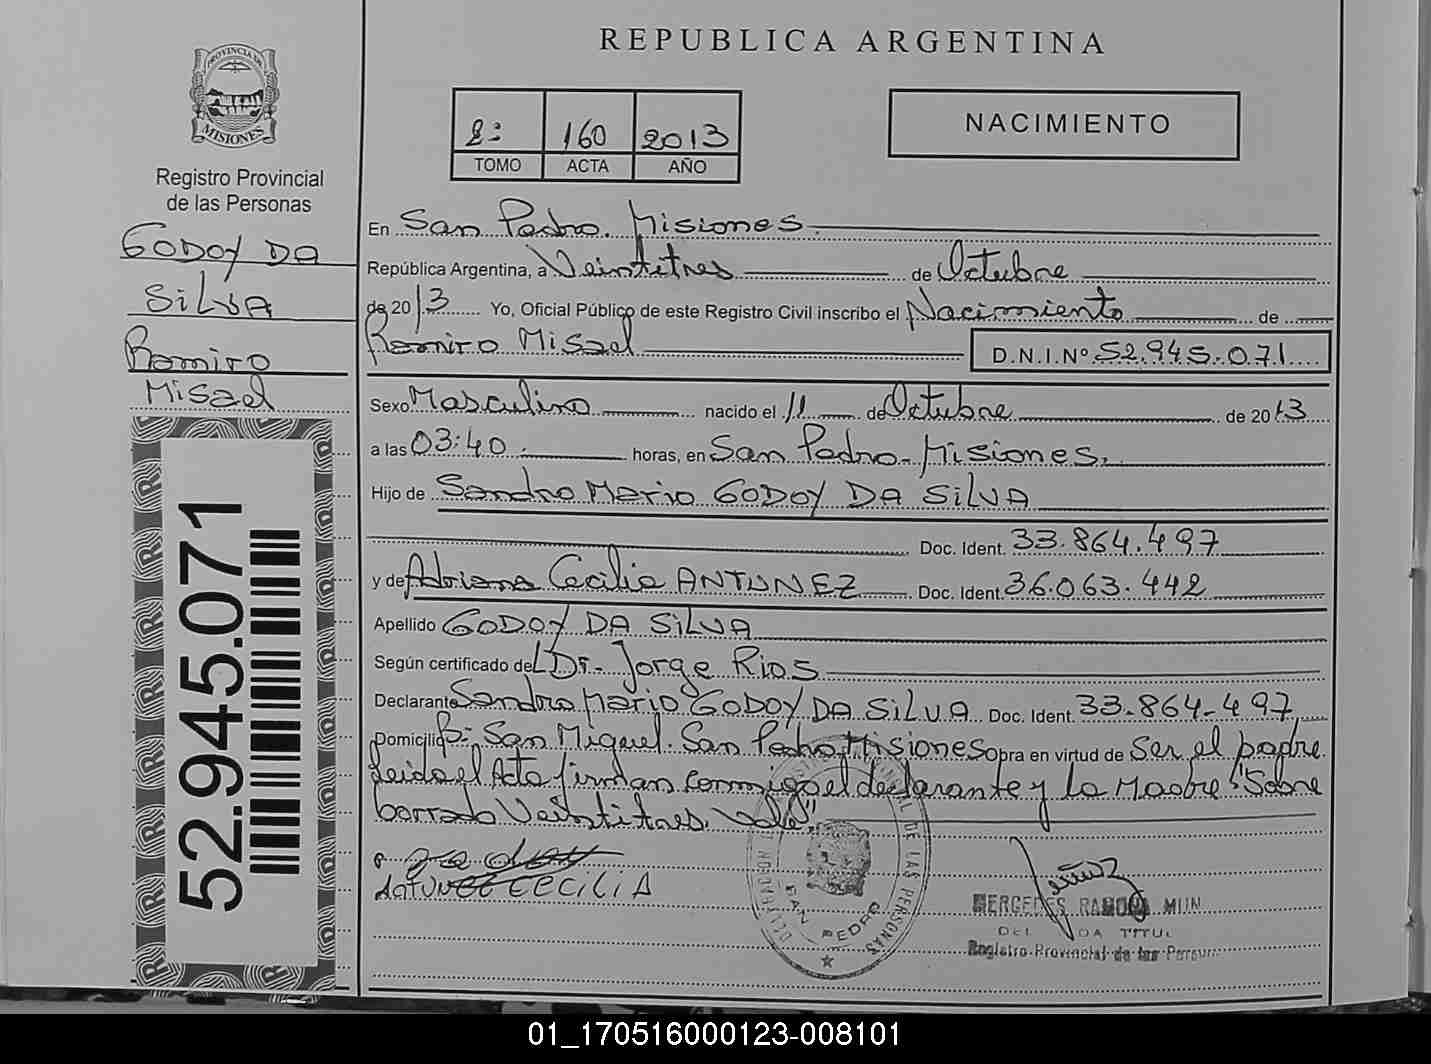 REPUBLICA ARGENTINA
PROVINCIA DE
MISIONES
Registro Provincial
de las Personas
GODOY DA
SILVA
Ramiro
Misael
52.945.071
2º 160 2013
TOMO ACTA AÑO
NACIMIENTO
En San Pedro. Misiones.
República Argentina, a Veintitres de Octubre
de 2013 Yo, Oficial Público de este Registro Civil inscribo el Nacimiento de
Ramiro Misael D.N.I.Nº 52.945.071
Sexo Masculino nacido el 11 de Octubre de 2013
a las 03:40 horas, en San Pedro - Misiones.
Hijo de Sandro Mario GODOY DA SILVA
Doc. Ident. 33.864.497
y de Adriana Cecilia ANTUNEZ Doc. Ident. 36.063.442
Apellido GODOY DA SILVA
Según certificado del Dr. Jorge Rios
Declarante Sandro Mario GODOY DA SILVA Doc. Ident. 33-864-497
Domicilio Bº: San Miguel. San Pedro Misiones Obra en virtud de Ser el padre
Leida el Acta firman conmigo el declarante y la Madre "Sobre
borrado Veintitres. Vale"
ANTUNEZ CECILIA
DE LAS PERSONAS
SAN PEDRO
MERCEDES RAMONA
Registro Provincial de las
01_170516000123-008101